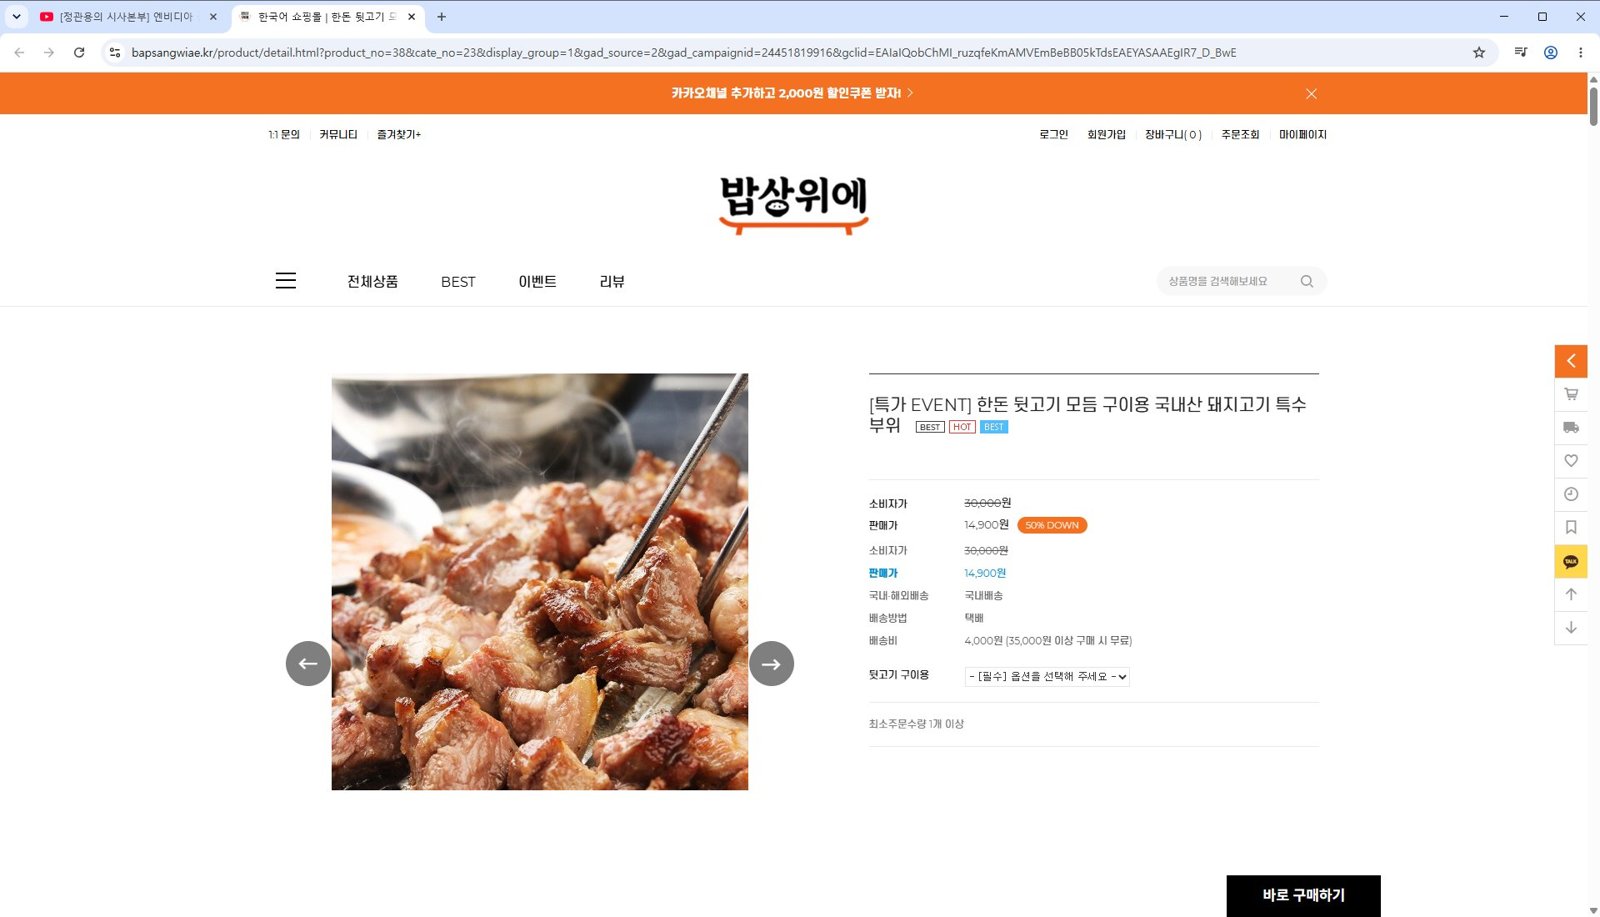 [정관용의 시사본부] 엔비디아
한국어 쇼핑몰 | 한돈 뒷고기 모
bapsangwiae.kr/product/detail.html?product_no=38&cate_no=23&display_group=1&gad_source=2&gad_campaignid=24451819916&gclid=EAIaIQobChMI_ruzqfeKmAMVEmBeBB05kTdsEAEYASAAEgIR7_D_BwE
카카오채널 추가하고 2,000원 할인쿠폰 받자!
1:1 문의 커뮤니티 즐겨찾기+
로그인 회원가입 장바구니( 0 ) 주문조회 마이페이지
밥상위에
전체상품 BEST 이벤트 리뷰
상품명을 검색해보세요
[특가 EVENT] 한돈 뒷고기 모듬 구이용 국내산 돼지고기 특수
부위 BEST HOT BEST
소비자가 30,000원
판매가 14,900원 50% DOWN
소비자가 30,000원
판매가 14,900원
국내·해외배송 국내배송
배송방법 택배
배송비 4,000원 (35,000원 이상 구매 시 무료)
뒷고기 구이용 - [필수] 옵션을 선택해 주세요 -
최소주문수량 1개 이상
TALK
바로 구매하기